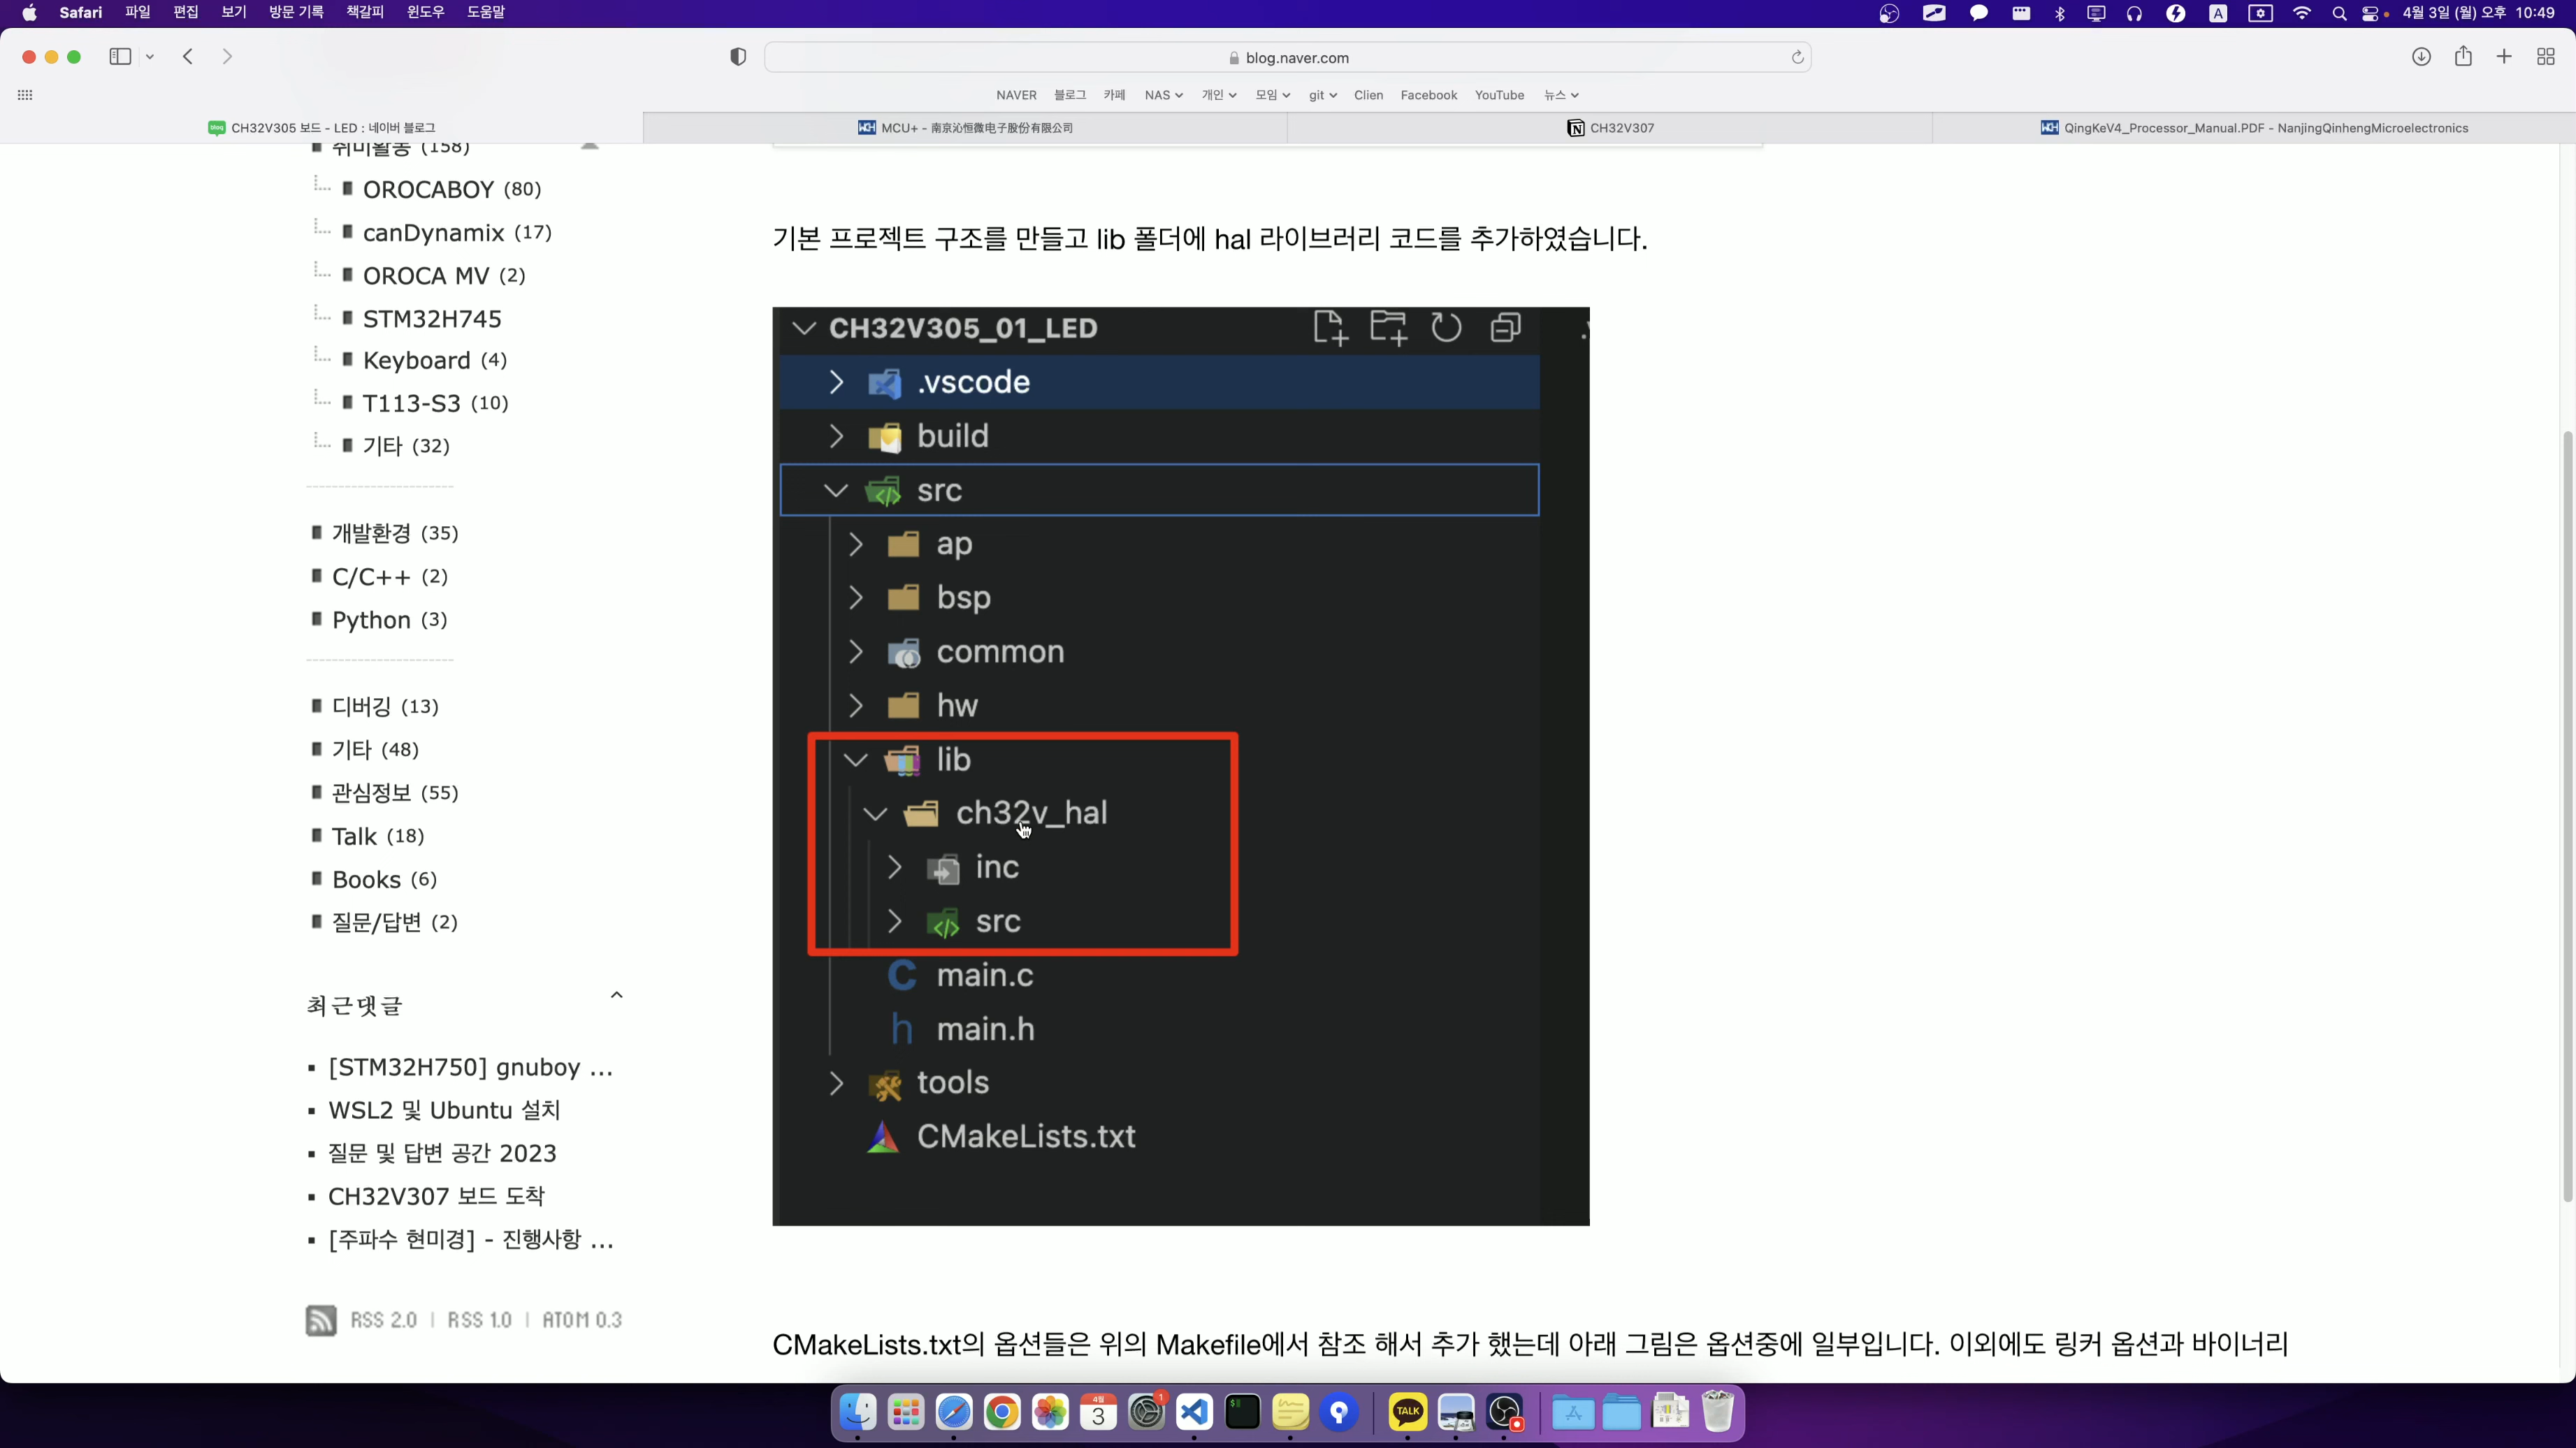 Safari 파일 편집 보기 방문 기록 책갈피 윈도우 도움말
A
4월 3일 (월) 오후 10:49
blog.naver.com
NAVER 블로그 카페 NAS 개인 모임 git Clien Facebook YouTube 뉴스
blog CH32V305 보드 - LED : 네이버 블로그
WCH MCU+ - 南京沁恒微电子股份有限公司
CH32V307
WCH QingKeV4_Processor_Manual.PDF - NanjingQinhengMicroelectronics
취미활동 (158)
OROCABOY (80)
canDynamix (17)
OROCA MV (2)
STM32H745
Keyboard (4)
T113-S3 (10)
기타 (32)
개발환경 (35)
C/C++ (2)
Python (3)
디버깅 (13)
기타 (48)
관심정보 (55)
Talk (18)
Books (6)
질문/답변 (2)
최근댓글
[STM32H750] gnuboy ...
WSL2 및 Ubuntu 설치
질문 및 답변 공간 2023
CH32V307 보드 도착
[주파수 현미경] - 진행사항 ...
RSS 2.0 | RSS 1.0 | ATOM 0.3
기본 프로젝트 구조를 만들고 lib 폴더에 hal 라이브러리 코드를 추가하였습니다.
CH32V305_01_LED
.vscode
build
src
ap
bsp
common
hw
lib
ch32v_hal
inc
src
main.c
main.h
tools
CMakeLists.txt
CMakeLists.txt의 옵션들은 위의 Makefile에서 참조 해서 추가 했는데 아래 그림은 옵션중에 일부입니다. 이외에도 링커 옵션과 바이너리
4월
3
1
TALK